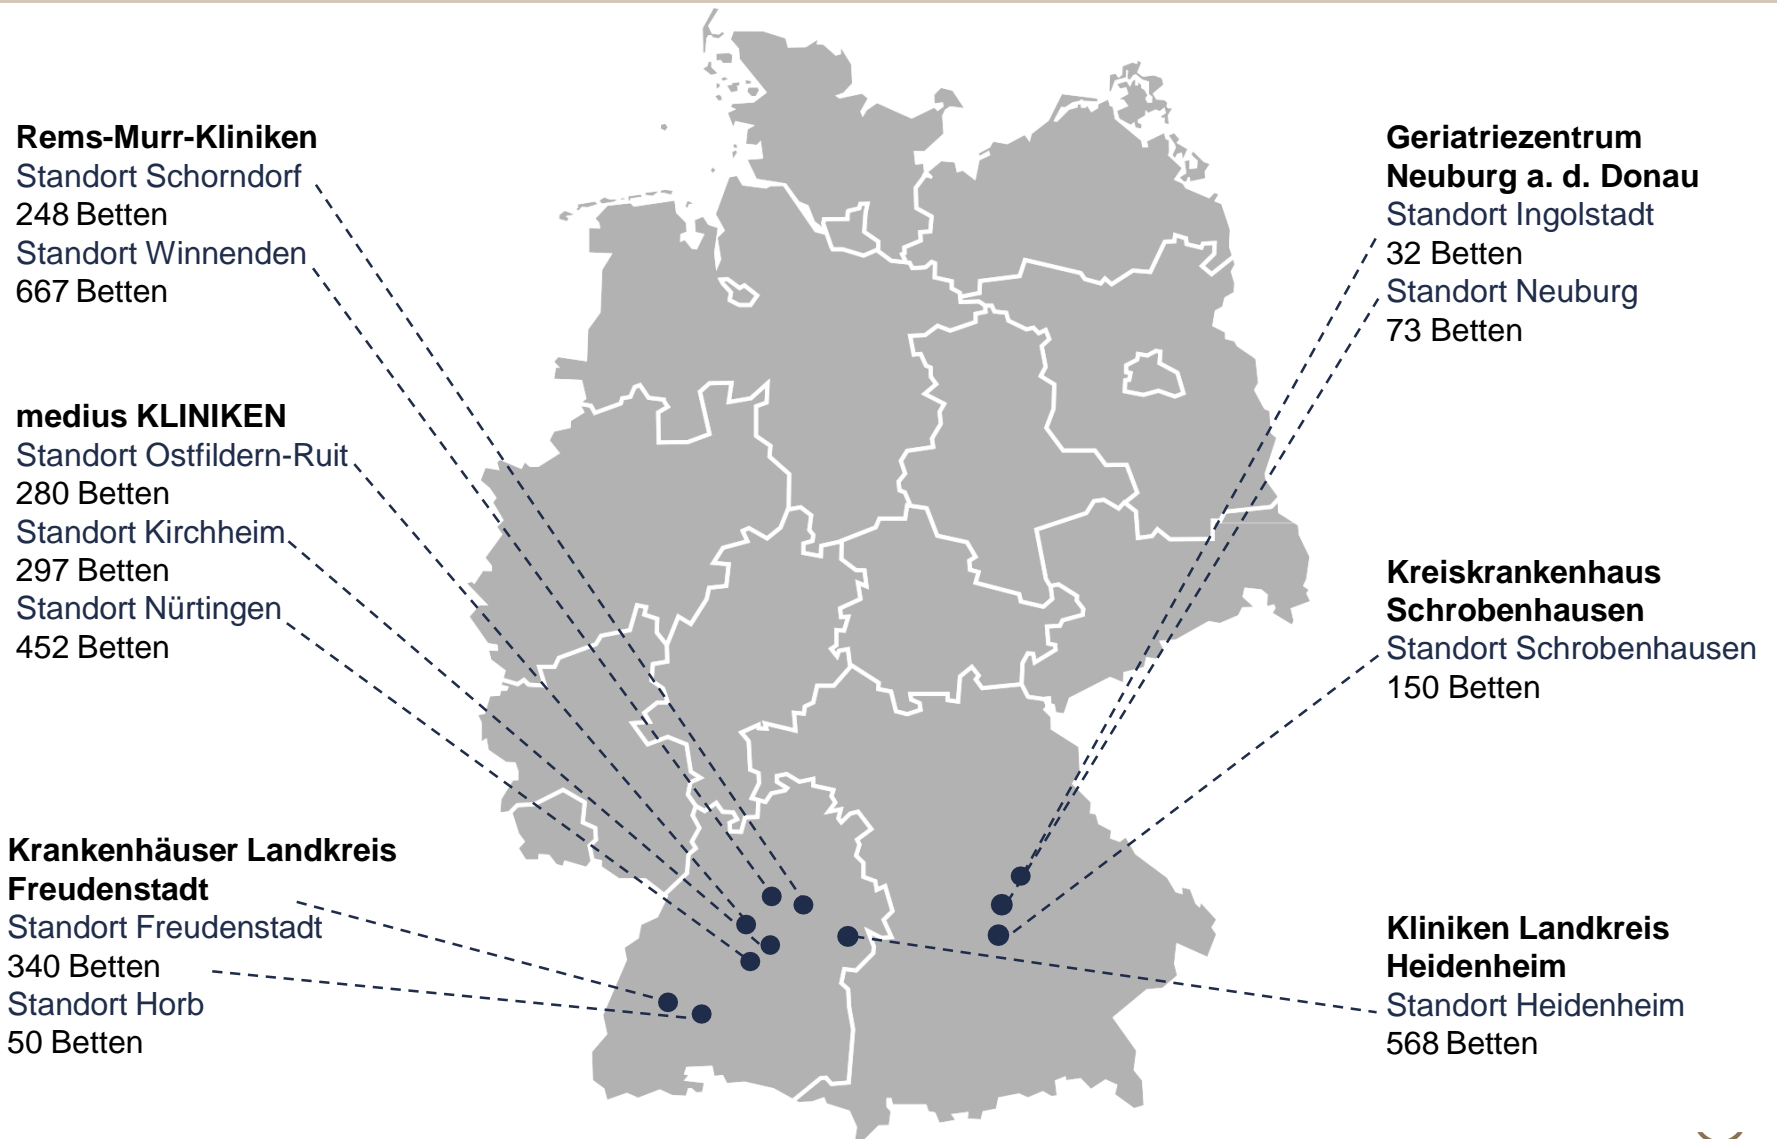 Rems-Murr-Kliniken
Standort Schorndorf
248 Betten
Standort Winnenden
667 Betten
medius KLINIKEN
Standort Ostfildern-Ruit
280 Betten
Standort Kirchheim
297 Betten
Standort Nürtingen
452 Betten
Krankenhäuser Landkreis
Freudenstadt
Standort Freudenstadt
340 Betten
Standort Horb
50 Betten
Geriatriezentrum
Neuburg a. d. Donau
Standort Ingolstadt
32 Betten
Standort Neuburg
73 Betten
Kreiskrankenhaus
Schrobenhausen
Standort Schrobenhausen
150 Betten
Kliniken Landkreis
Heidenheim
Standort Heidenheim
568 Betten